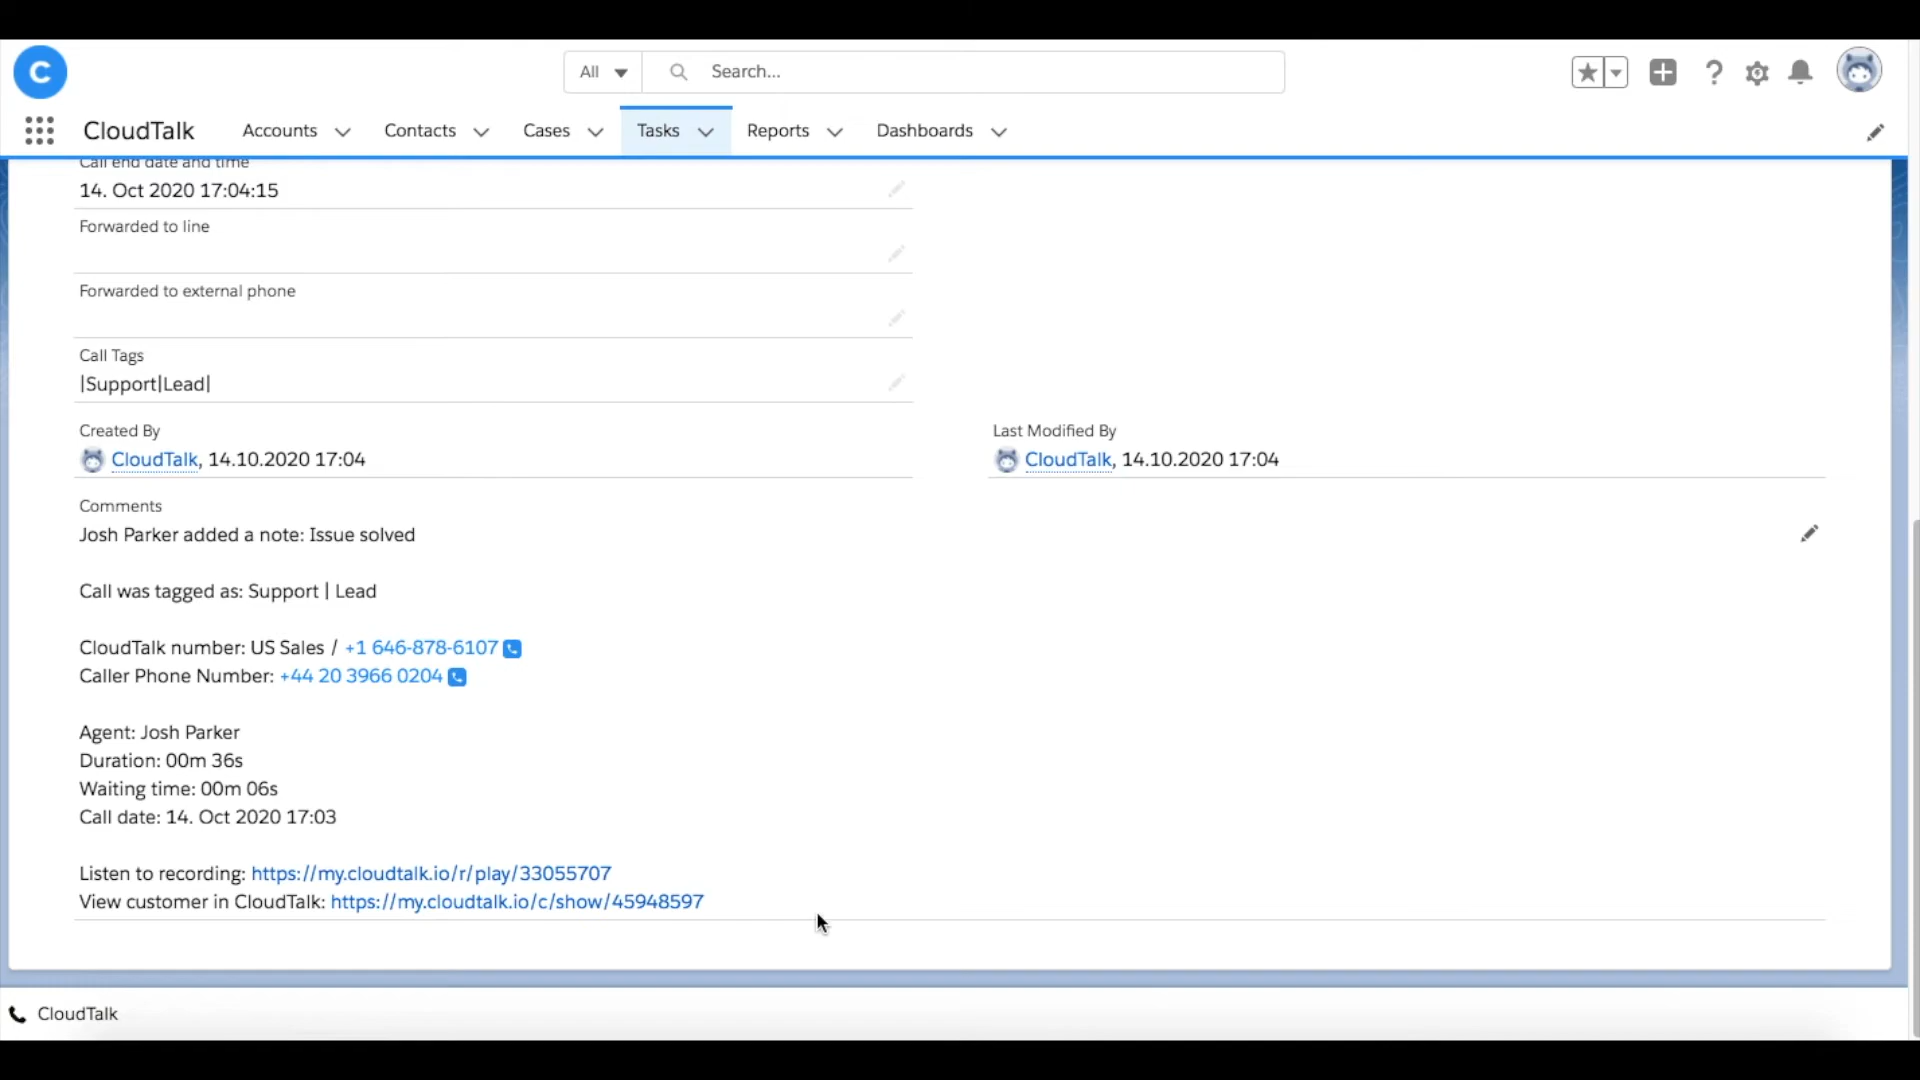 C
All
Search...
CloudTalk
Accounts
Contacts
Cases
Tasks
Reports
Dashboards
Call end date and time
14. Oct 2020 17:04:15
Forwarded to line
Forwarded to external phone
Call Tags
|Support|Lead|
Created By
Last Modified By
CloudTalk, 14.10.2020 17:04
CloudTalk, 14.10.2020 17:04
Comments
Josh Parker added a note: Issue solved
Call was tagged as: Support | Lead
CloudTalk number: US Sales / +1 646-878-6107
Caller Phone Number: +44 20 3966 0204
Agent: Josh Parker
Duration: 00m 36s
Waiting time: 00m 06s
Call date: 14. Oct 2020 17:03
Listen to recording: https://my.cloudtalk.io/r/play/33055707
View customer in CloudTalk: https://my.cloudtalk.io/c/show/45948597
CloudTalk